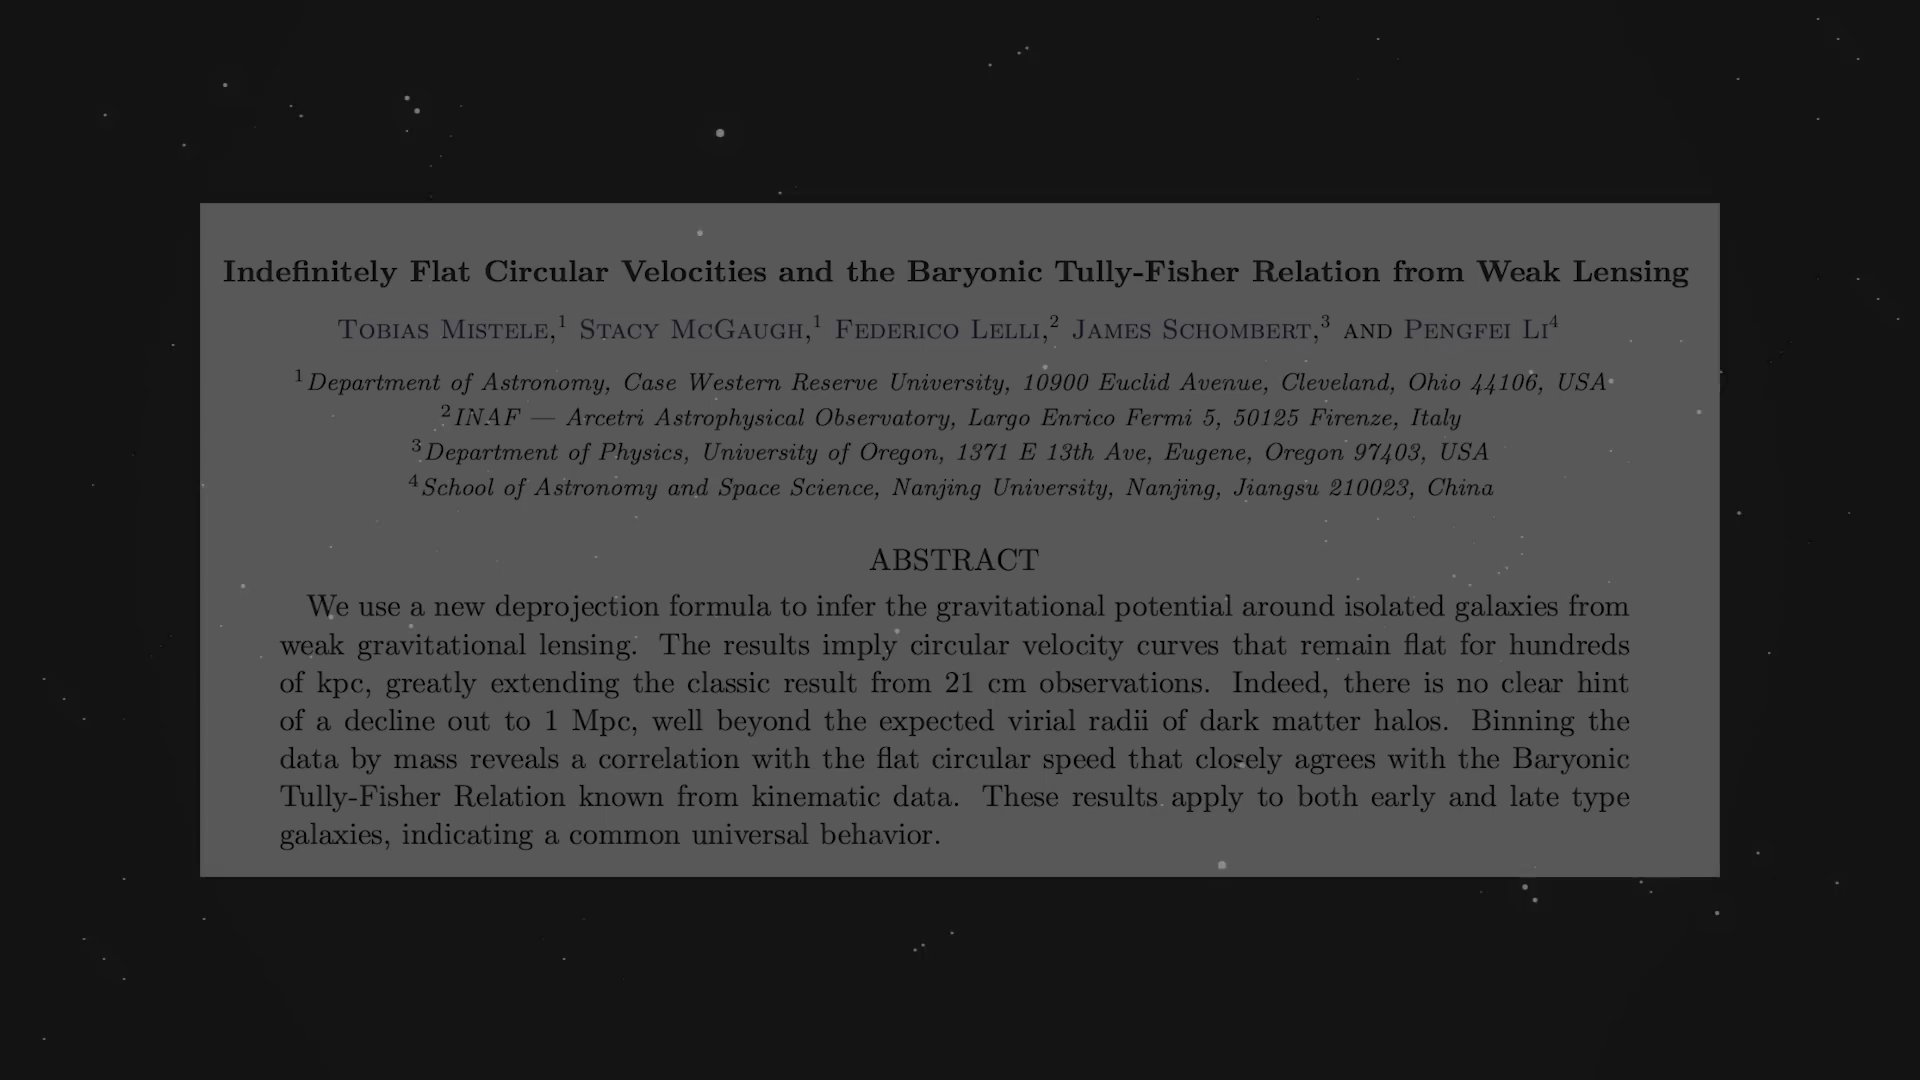 Indefinitely Flat Circular Velocities and the Baryonic Tully-Fisher Relation from Weak Lensing
Tobias Mistele,1 Stacy McGaugh,1 Federico Lelli,2 James Schombert,3 and Pengfei Li4
1Department of Astronomy, Case Western Reserve University, 10900 Euclid Avenue, Cleveland, Ohio 44106, USA
2INAF — Arcetri Astrophysical Observatory, Largo Enrico Fermi 5, 50125 Firenze, Italy
3Department of Physics, University of Oregon, 1371 E 13th Ave, Eugene, Oregon 97403, USA
4School of Astronomy and Space Science, Nanjing University, Nanjing, Jiangsu 210023, China
ABSTRACT
We use a new deprojection formula to infer the gravitational potential around isolated galaxies from
weak gravitational lensing. The results imply circular velocity curves that remain flat for hundreds
of kpc, greatly extending the classic result from 21 cm observations. Indeed, there is no clear hint
of a decline out to 1 Mpc, well beyond the expected virial radii of dark matter halos. Binning the
data by mass reveals a correlation with the flat circular speed that closely agrees with the Baryonic
Tully-Fisher Relation known from kinematic data. These results apply to both early and late type
galaxies, indicating a common universal behavior.